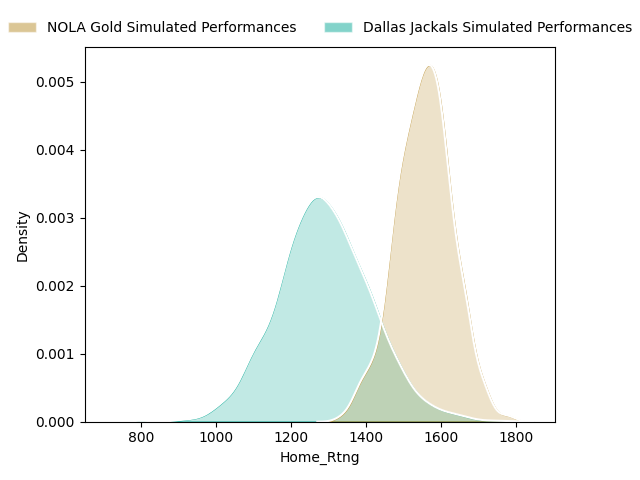 NOLA Gold Simulated Performances Dallas Jackals Simulated Performances
0.005
0.004
0.003
0.002
0.001
0.000
Density
800 1000 1200 1400 1600 1800
Home_Rtng